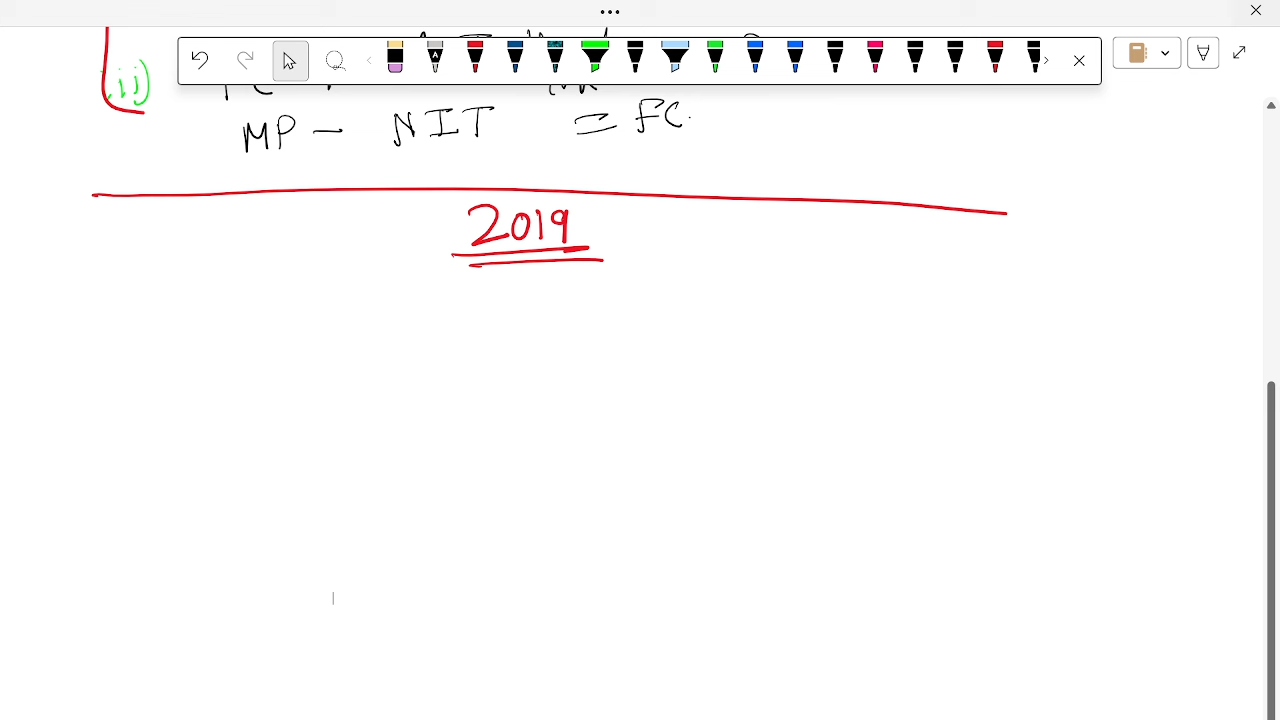 ii)
MP - NIT = FC.
2019